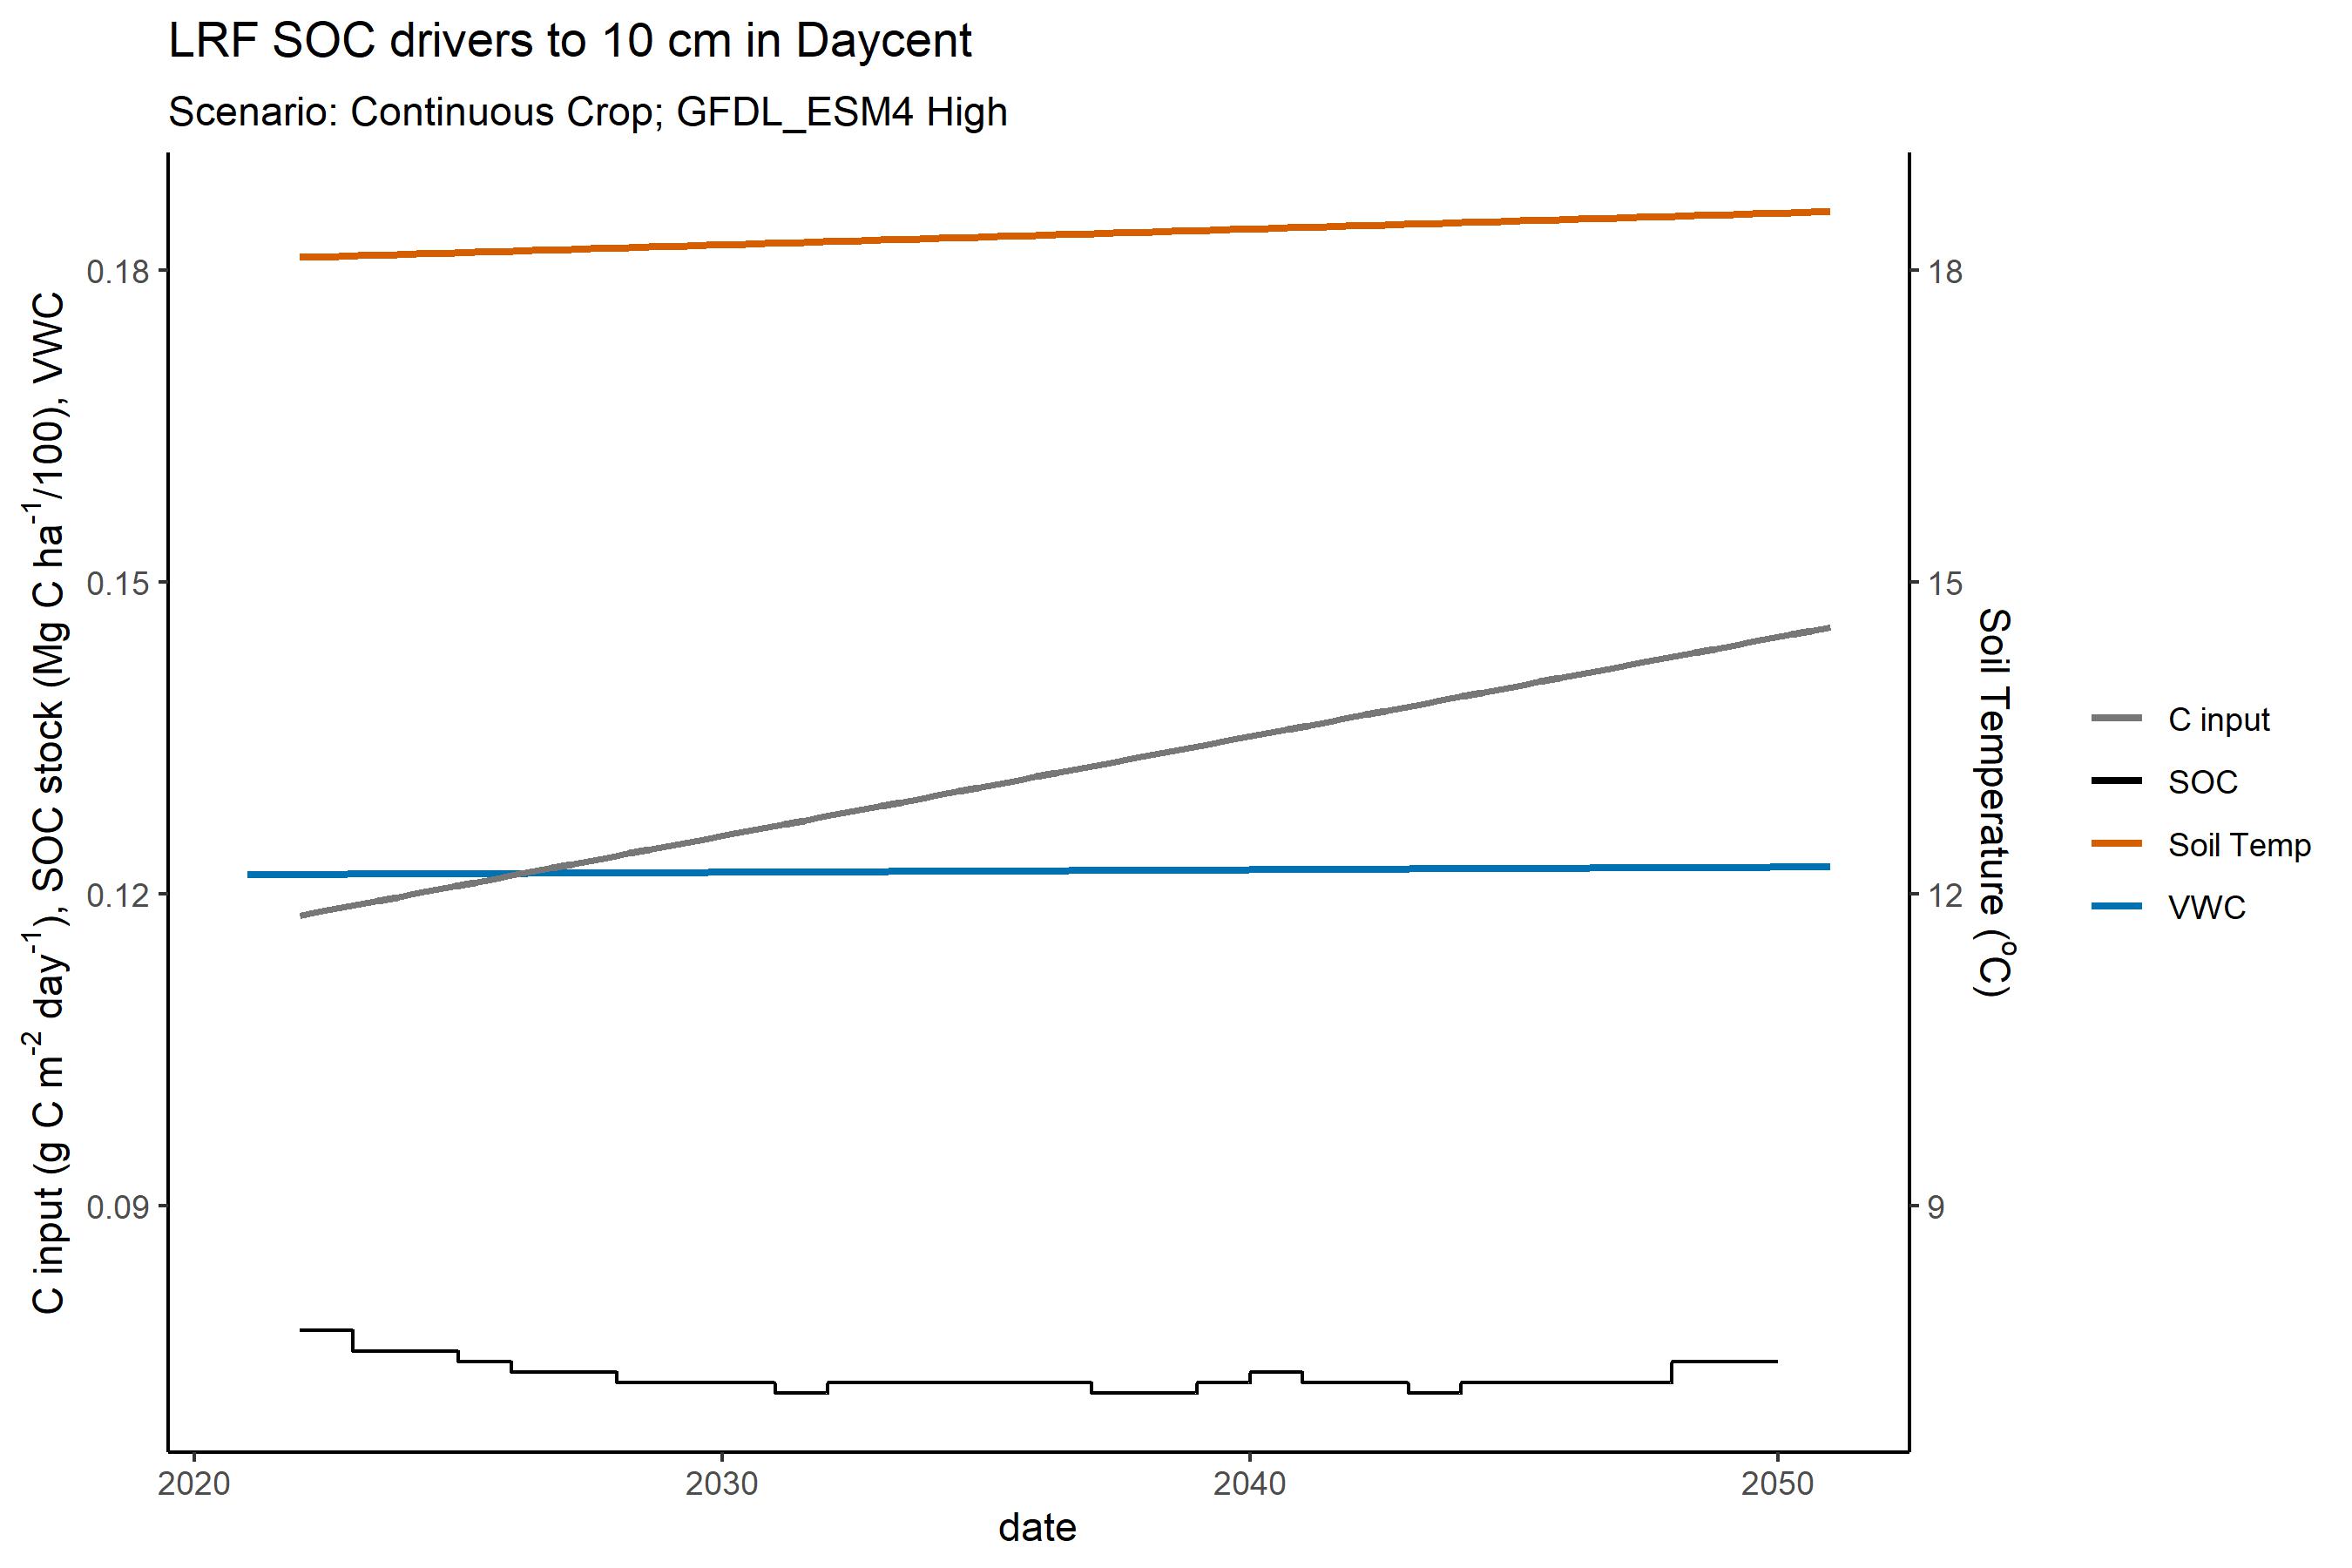 LRF SOC drivers to 10 cm in Daycent
Scenario: Continuous Crop; GFDL_ESM4 High
C input (g C m⁻² day⁻¹), SOC stock (Mg C ha⁻¹/100), VWC
0.18
0.15
0.12
0.09
18
15
12
9
Soil Temperature (ᵒC)
C input
SOC
Soil Temp
VWC
2020
2030
2040
2050
date